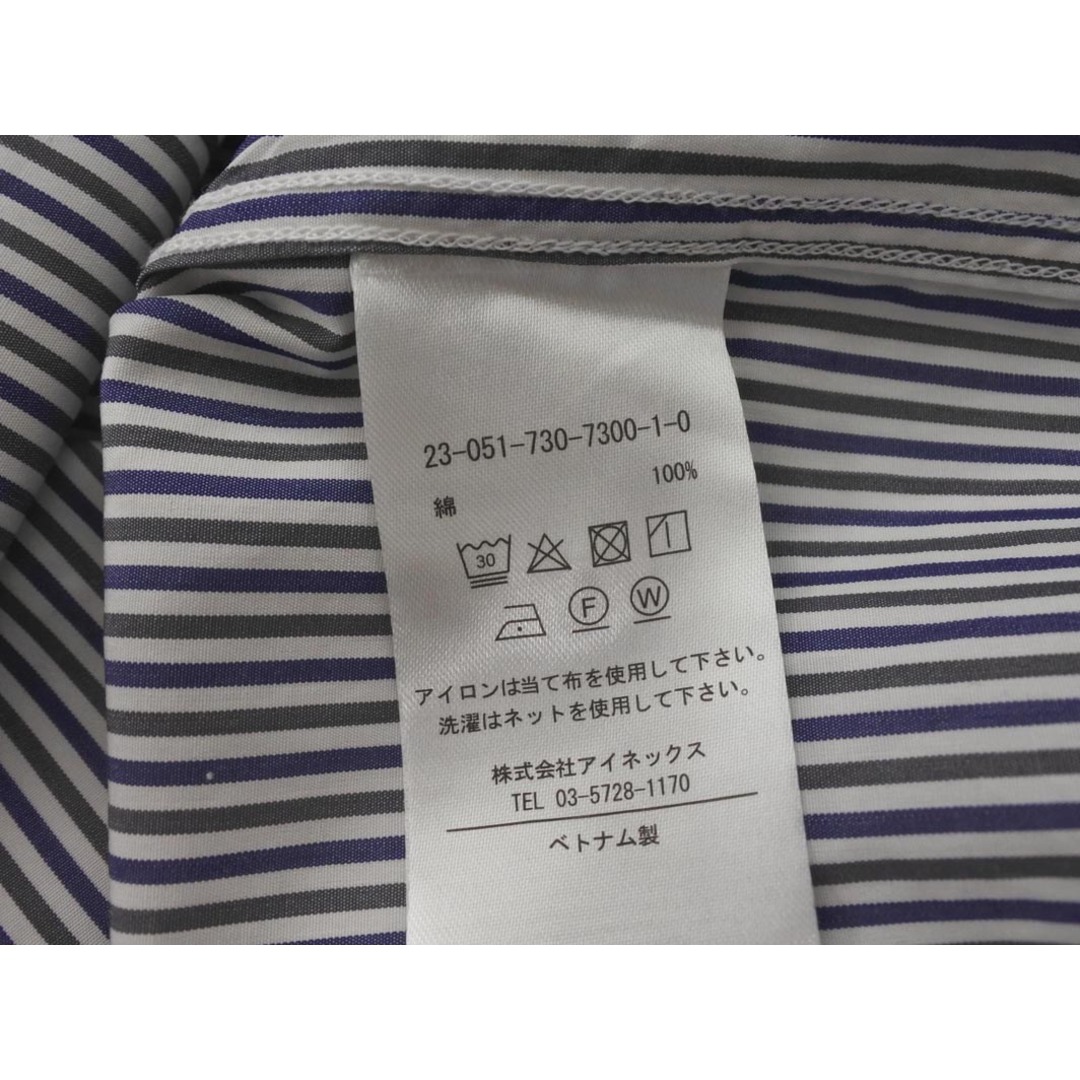 23-051-730-7300-1-0
綿 100%
30
F W
アイロンは当て布を使用して下さい。
洗濯はネットを使用して下さい。
株式会社アイネックス
TEL 03-5728-1170
ベトナム製